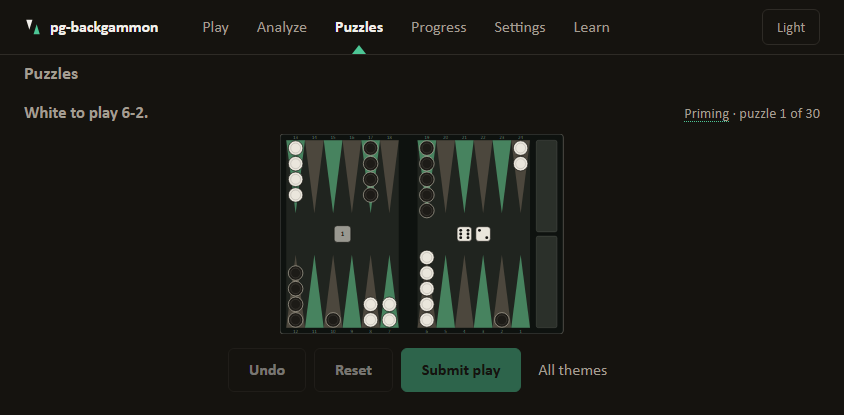 pg-backgammon Play Analyze Puzzles Progress Settings Learn Light
Puzzles
White to play 6-2.
Priming · puzzle 1 of 30
1
Undo Reset Submit play All themes